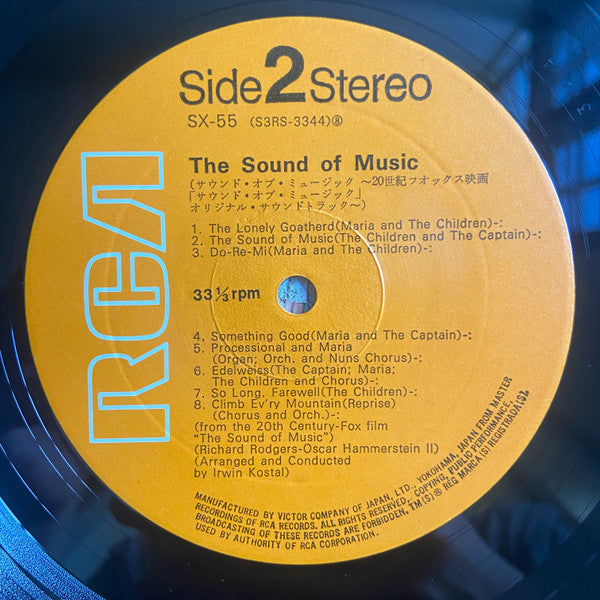 Side 2 Stereo
SX-55 (S3RS-3344)Ⓑ
RCA
The Sound of Music
(サウンド・オブ・ミュージック 〜20世紀フオックス映画
「サウンド・オブ・ミュージック」
オリジナル・サウンドトラック〜)
1. The Lonely Goatherd(Maria and The Children)-:
2. The Sound of Music(The Children and The Captain)-:
3. Do-Re-Mi(Maria and The Children)-:
33 1/3 rpm
4. Something Good(Maria and The Captain)-:
5. Processional and Maria
(Organ; Orch. and Nuns Chorus)-:
6. Edelweiss(The Captain; Maria;
The Children and Chorus)-:
7. So Long, Farewell(The Children)-:
8. Climb Ev'ry Mountain(Reprise)
(Chorus and Orch.)-:
(from the 20th Century-Fox film
"The Sound of Music")
(Richard Rodgers-Oscar Hammerstein II)
(Arranged and Conducted
by Irwin Kostal)
MANUFACTURED BY VICTOR COMPANY OF JAPAN, LTD., YOKOHAMA, JAPAN FROM MASTER
RECORDINGS OF RCA RECORDS. ALL RIGHTS RESERVED. COPYING, PUBLIC PERFORMANCE,
BROADCASTING OF THESE RECORDS ARE FORBIDDEN. TM(S)® REG MARCA(S) REGISTRADA(S).
USED BY AUTHORITY OF RCA CORPORATION.